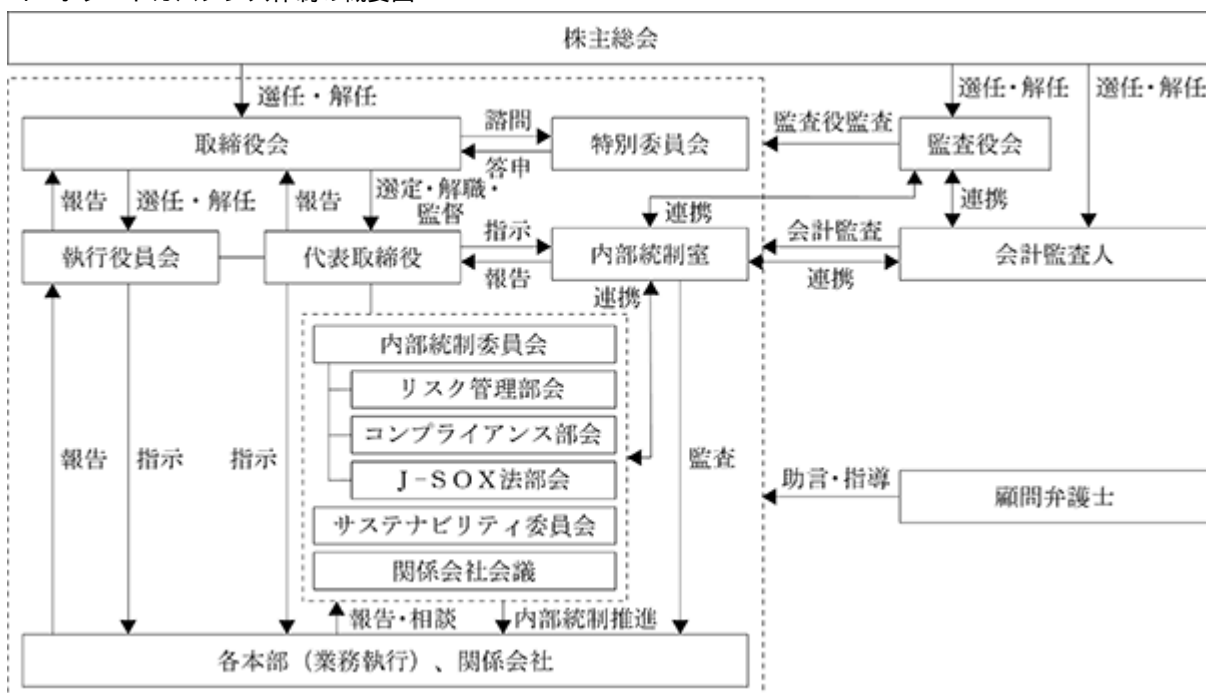 株主総会
選任・解任
選任・解任
選任・解任
取締役会
諮問
答申
特別委員会
監査役監査
監査役会
報告
選任・解任
報告
選定・解職・
監督
連携
連携
執行役員会
代表取締役
指示
報告
内部統制室
会計監査
連携
会計監査人
連携
内部統制委員会
リスク管理部会
コンプライアンス部会
J-SOX法部会
サステナビリティ委員会
関係会社会議
報告
指示
指示
監査
助言・指導
顧問弁護士
報告・相談
内部統制推進
各本部(業務執行)、関係会社